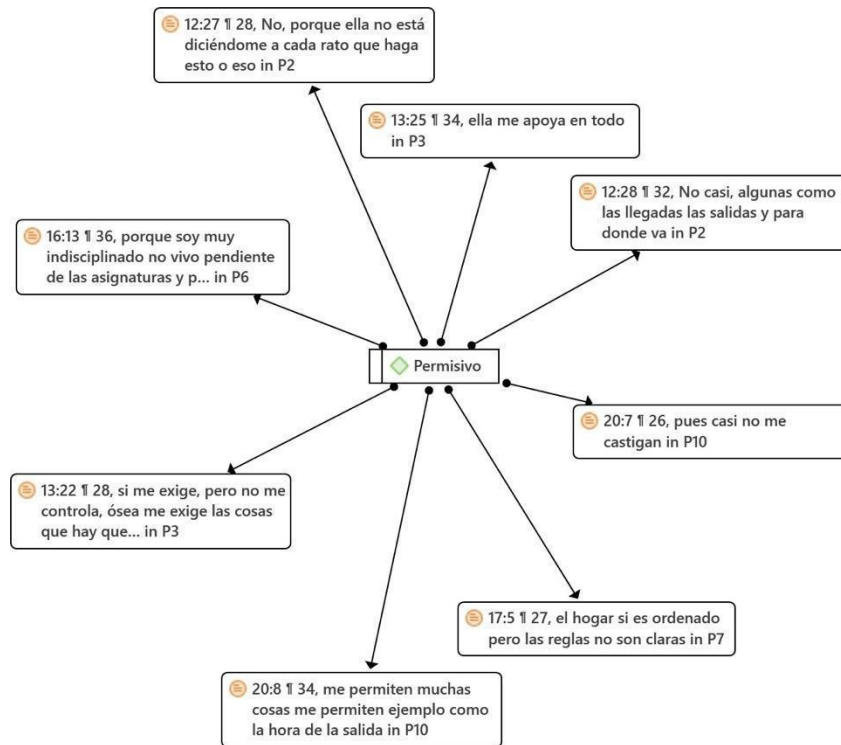 12:27 ¶ 28, No, porque ella no está
diciéndome a cada rato que haga
esto o eso in P2
13:25 ¶ 34, ella me apoya en todo
in P3
12:28 ¶ 32, No casi, algunas como
las llegadas las salidas y para
donde va in P2
16:13 ¶ 36, porque soy muy
indisciplinado no vivo pendiente
de las asignaturas y p... in P6
Permisivo
20:7 ¶ 26, pues casi no me
castigan in P10
13:22 ¶ 28, si me exige, pero no me
controla, ósea me exige las cosas
que hay que... in P3
17:5 ¶ 27, el hogar si es ordenado
pero las reglas no son claras in P7
20:8 ¶ 34, me permiten muchas
cosas me permiten ejemplo como
la hora de la salida in P10